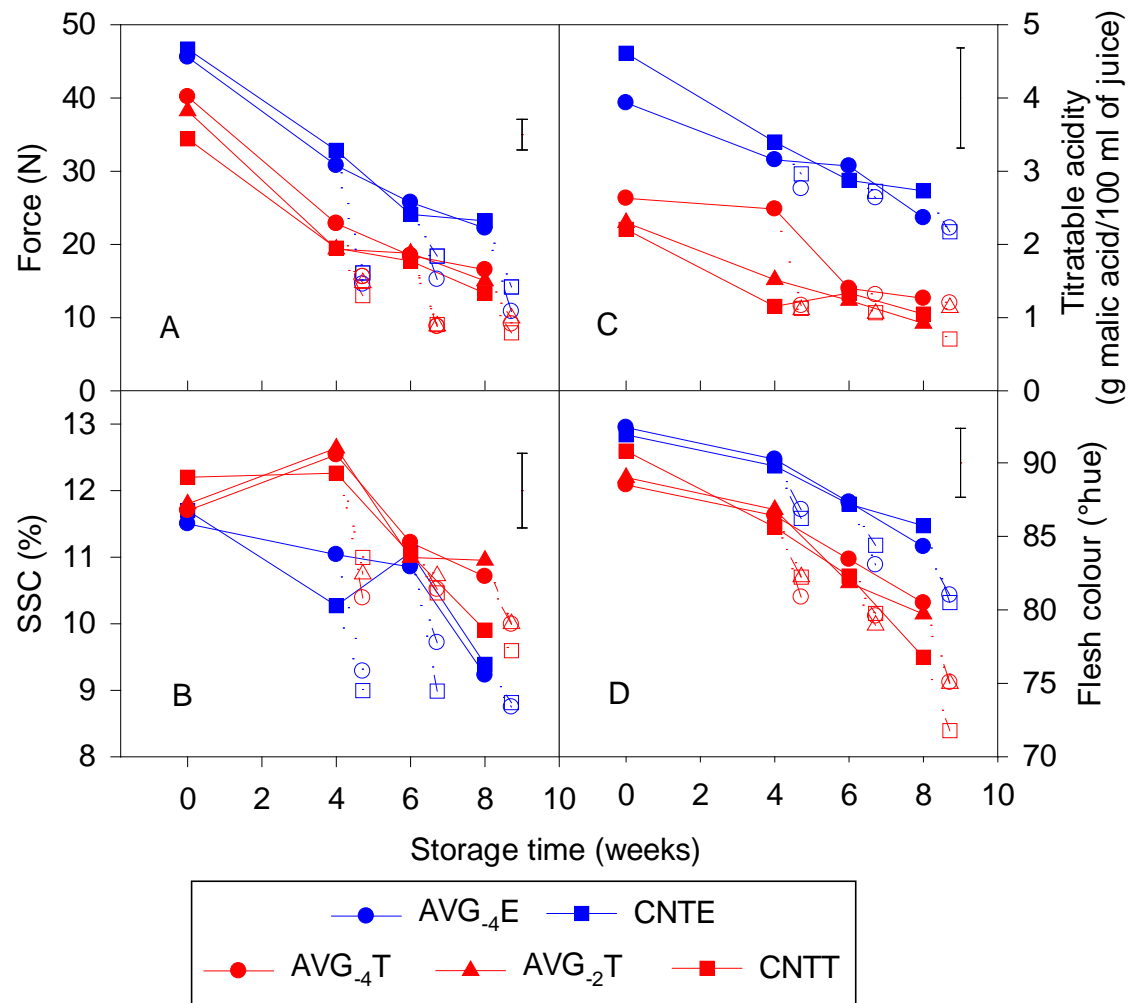 50
40
30
20
10
0
Force (N)
A
5
4
3
2
1
0
Titratable acidity
(g malic acid/100 ml of juice)
C
13
12
11
10
9
8
SSC (%)
B
90
85
80
75
70
Flesh colour (°hue)
D
0 2 4 6 8 10
0 2 4 6 8 10
Storage time (weeks)
AVG-4E CNTE
AVG-4T AVG-2T CNTT